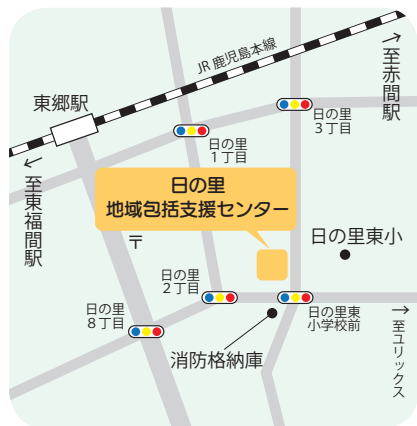 JR 鹿児島本線
至赤間駅
東郷駅
日の里
3丁目
日の里
1丁目
至東福間駅
日の里
地域包括支援センター
〒
日の里東小
日の里
2丁目
日の里
8丁目
日の里東
小学校前
消防格納庫
至ユリックス